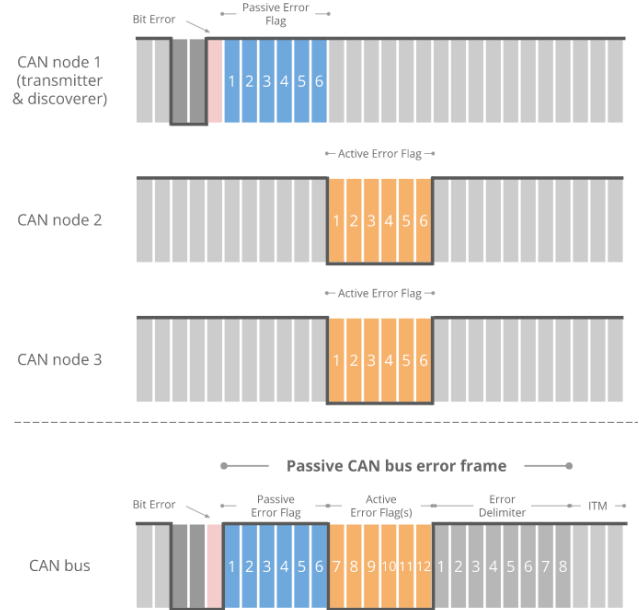 Passive Error
Flag
Bit Error
CAN node 1
(transmitter
& discoverer)
1 2 3 4 5 6
Active Error Flag
CAN node 2
1 2 3 4 5 6
Active Error Flag
CAN node 3
1 2 3 4 5 6
Passive CAN bus error frame
Bit Error
Passive
Error Flag
Active
Error Flag(s)
Error
Delimiter
ITM
CAN bus
1 2 3 4 5 6 7 8 9 10 11 12 1 2 3 4 5 6 7 8